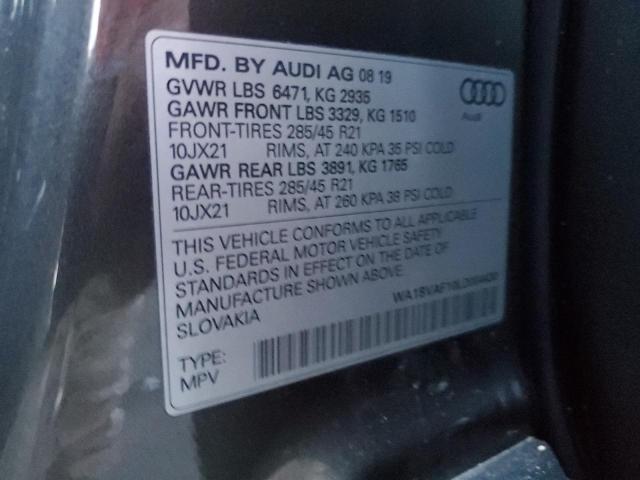 MFD. BY AUDI AG 08 19
GVWR LBS 6471, KG 2935
GAWR FRONT LBS 3329, KG 1510
FRONT-TIRES 285/45 R21
10JX21 RIMS, AT 240 KPA 35 PSI COLD
GAWR REAR LBS 3891, KG 1765
REAR-TIRES 285/45 R21
10JX21 RIMS, AT 260 KPA 38 PSI COLD
Audi
THIS VEHICLE CONFORMS TO ALL APPLICABLE
U.S. FEDERAL MOTOR VEHICLE SAFETY
STANDARDS IN EFFECT ON THE DATE OF
MANUFACTURE SHOWN ABOVE.
SLOVAKIA
TYPE:
MPV